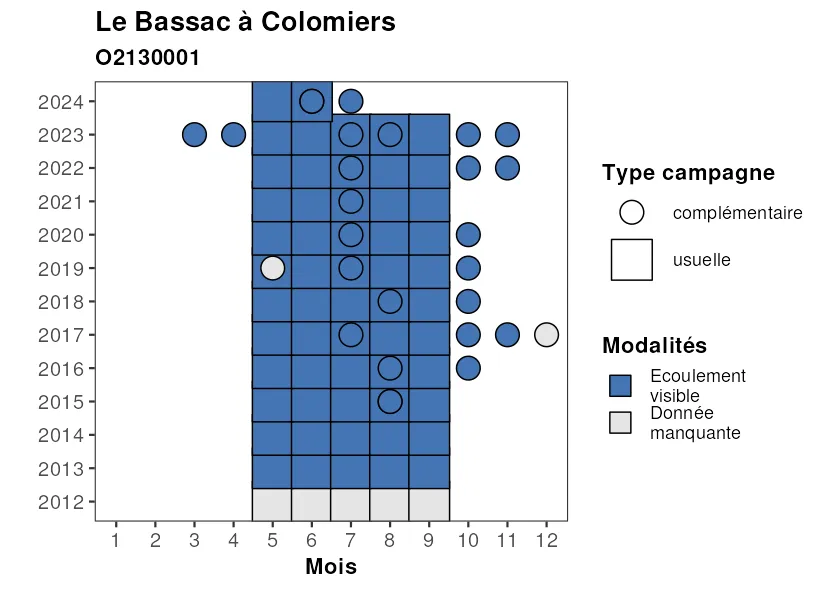 Le Bassac à Colomiers
O2130001
2024
2023
2022
2021
2020
2019
2018
2017
2016
2015
2014
2013
2012
1 2 3 4 5 6 7 8 9 10 11 12
Mois
Type campagne
complémentaire
usuelle
Modalités
Ecoulement
visible
Donnée
manquante